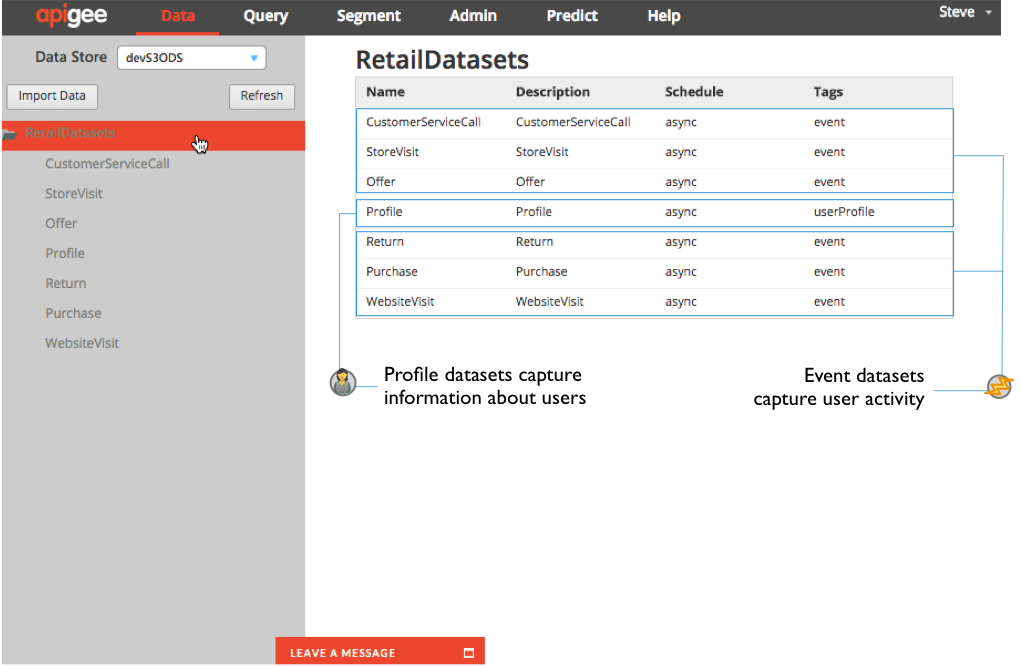 apigee Data Query Segment Admin Predict Help Steve
Data Store devS3ODS
Import Data Refresh
RetailDatasets
CustomerServiceCall
StoreVisit
Offer
Profile
Return
Purchase
WebsiteVisit
RetailDatasets
Name Description Schedule Tags
CustomerServiceCall CustomerServiceCall async event
StoreVisit StoreVisit async event
Offer Offer async event
Profile Profile async userProfile
Return Return async event
Purchase Purchase async event
WebsiteVisit WebsiteVisit async event
Profile datasets capture
information about users
Event datasets
capture user activity
LEAVE A MESSAGE